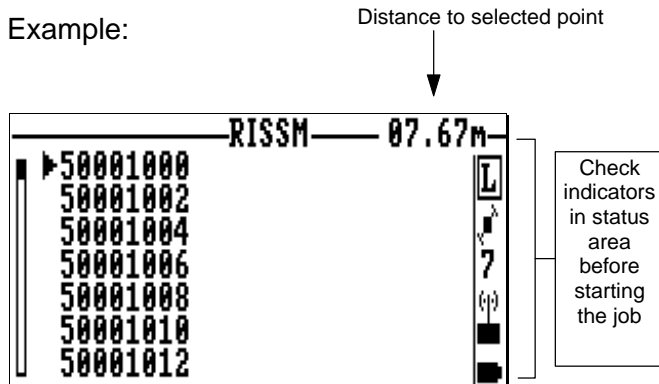 Distance to selected point
Example:
RISSM 07.67m
50001000
50001002
50001004
50001006
50001008
50001010
50001012
L
7
Check
indicators
in status
area
before
starting
the job